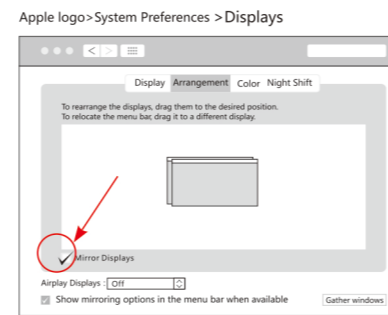 Apple logo>System Preferences >Displays
Display Arrangement Color Night Shift
To rearrange the displays, drag them to the desired position.
To relocate the menu bar, drag it to a different display.
Mirror Displays
Airplay Displays : Off
Show mirroring options in the menu bar when available
Gather windows